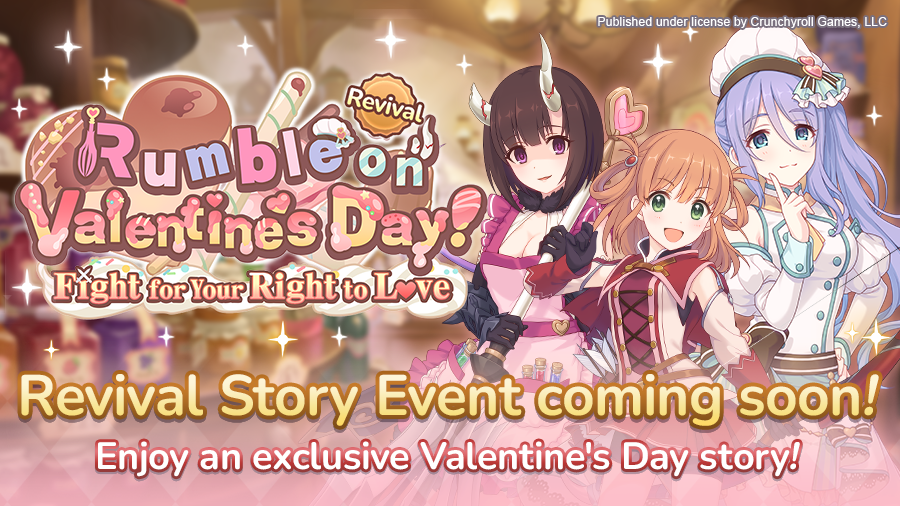 Published under license by Crunchyroll Games, LLC
Revival
Rumble on
Valentine's Day!
Fight for Your Right to Love
Revival Story Event coming soon!
Enjoy an exclusive Valentine's Day story!